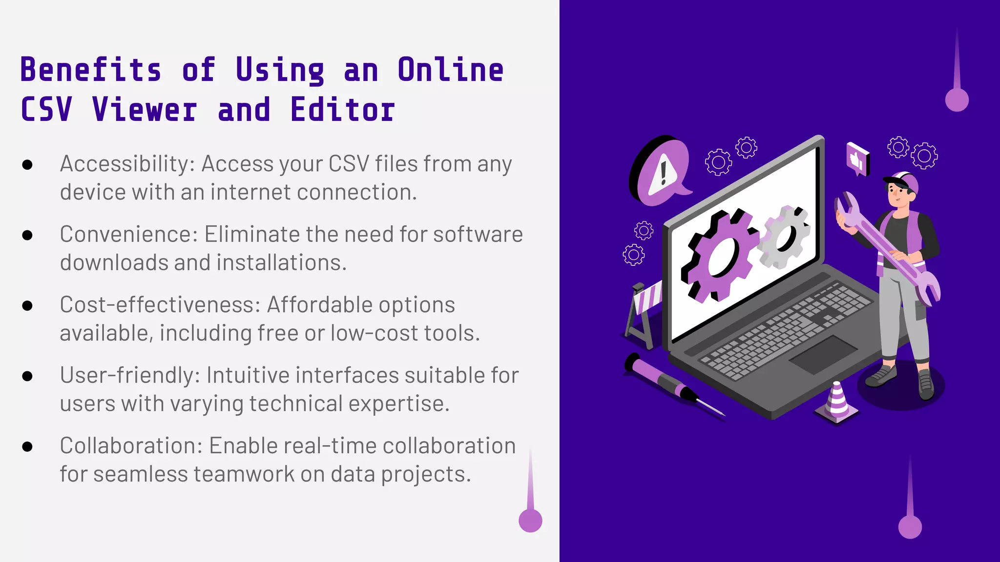 Benefits of Using an Online
CSV Viewer and Editor
● Accessibility: Access your CSV files from any
device with an internet connection.
● Convenience: Eliminate the need for software
downloads and installations.
● Cost-effectiveness: Affordable options
available, including free or low-cost tools.
● User-friendly: Intuitive interfaces suitable for
users with varying technical expertise.
● Collaboration: Enable real-time collaboration
for seamless teamwork on data projects.